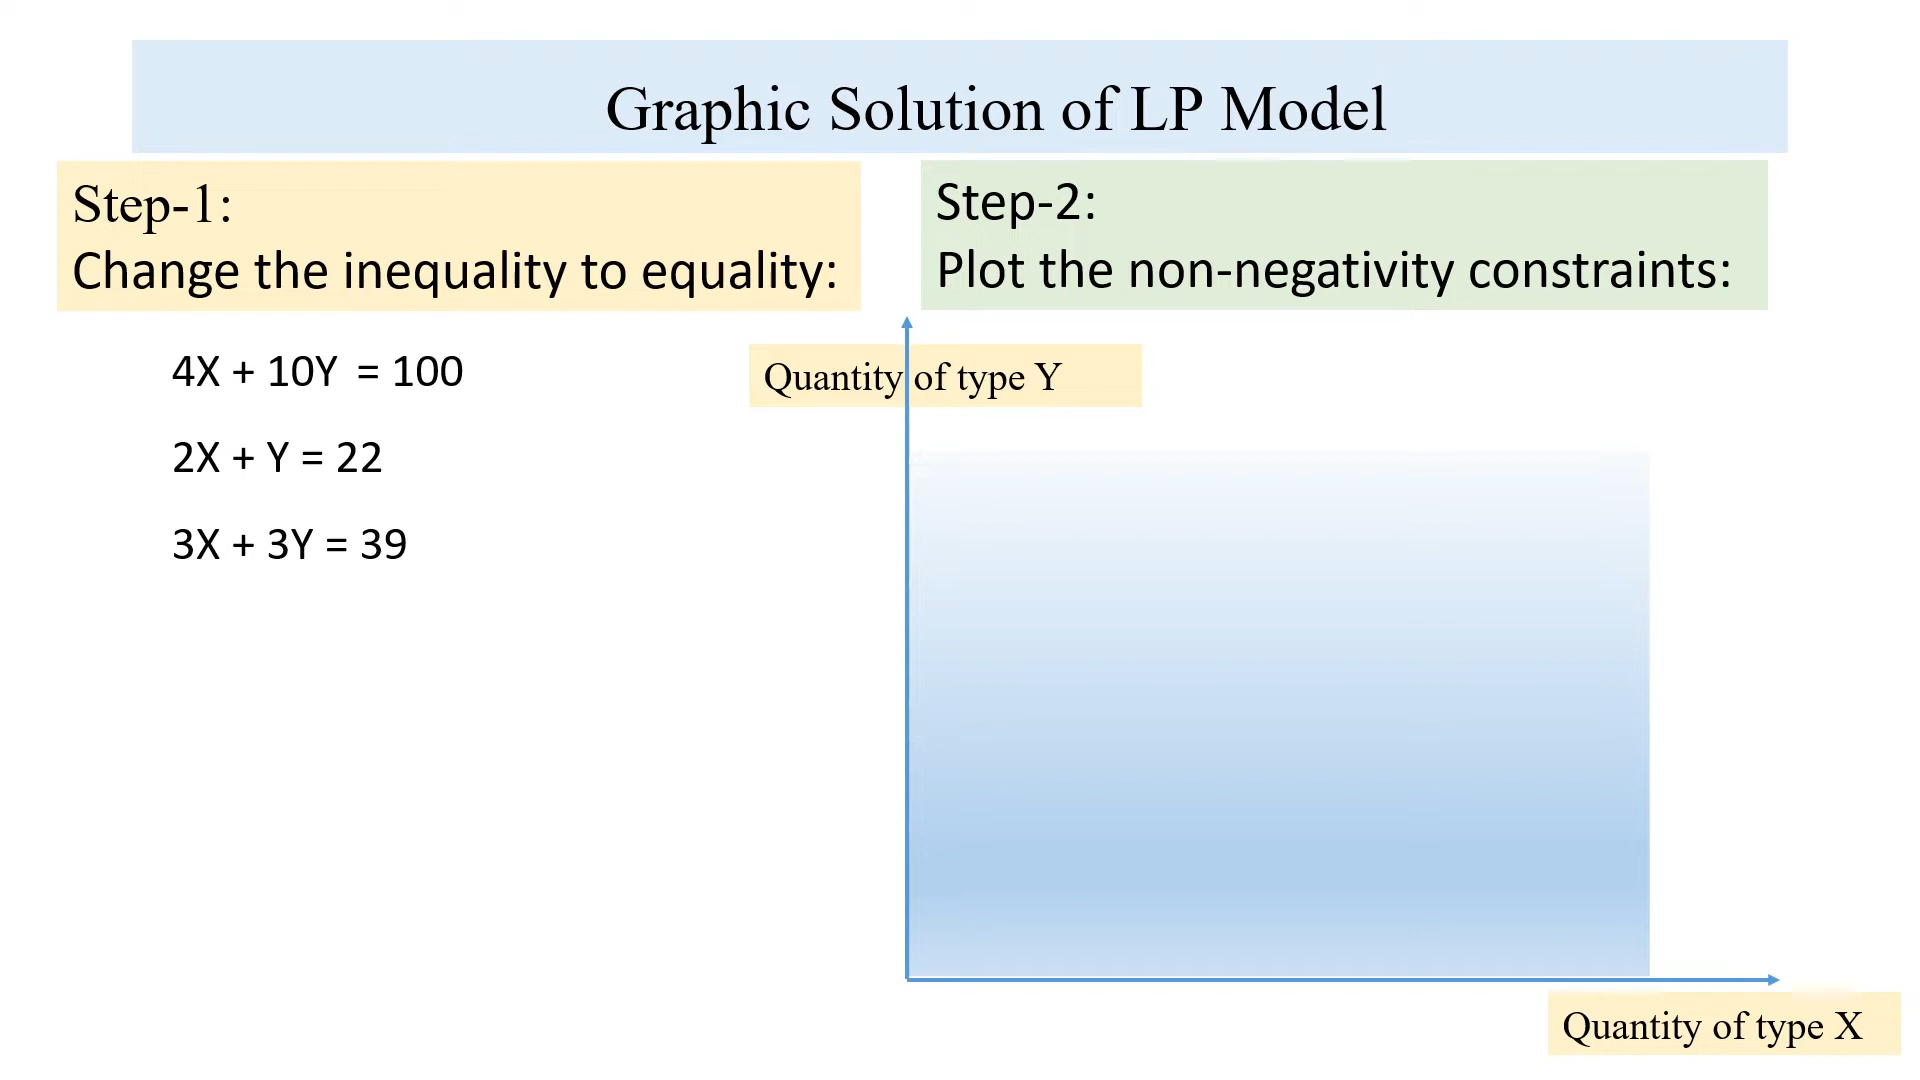 Graphic Solution of LP Model
Step-1:
Change the inequality to equality:
4X + 10Y = 100
2X + Y = 22
3X + 3Y = 39
Step-2:
Plot the non-negativity constraints:
Quantity of type Y
Quantity of type X